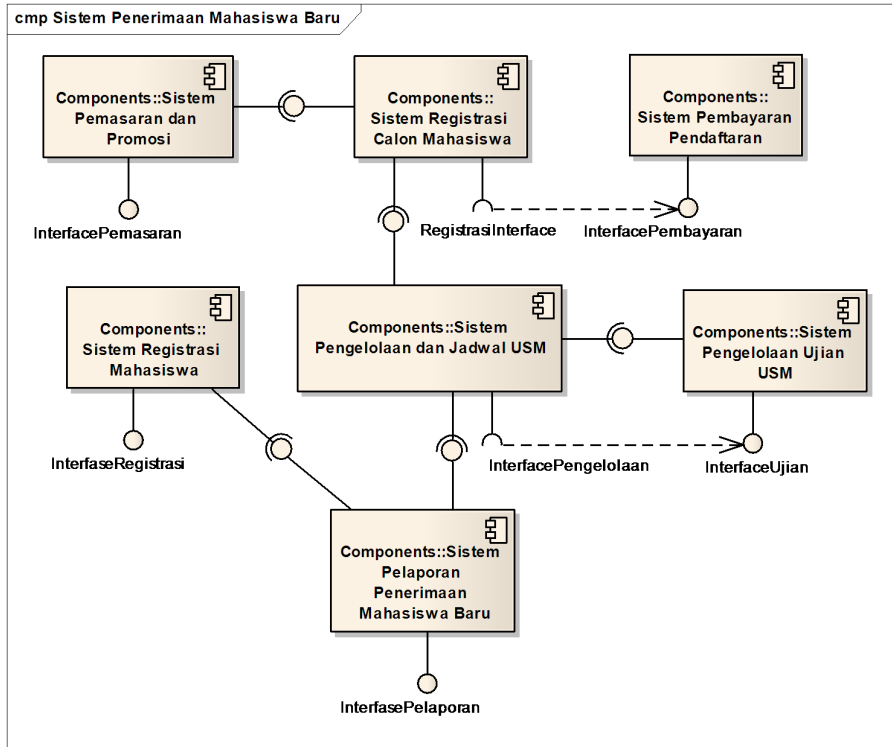 cmp Sistem Penerimaan Mahasiswa Baru
Components::Sistem
Pemasaran dan
Promosi
Components::
Sistem Registrasi
Calon Mahasiswa
Components::
Sistem Pembayaran
Pendaftaran
InterfacePemasaran
RegistrasiInterface
InterfacePembayaran
Components::
Sistem Registrasi
Mahasiswa
Components::Sistem
Pengelolaan dan Jadwal USM
Components::Sistem
Pengelolaan Ujian
USM
InterfaseRegistrasi
InterfacePengelolaan
InterfaceUjian
Components::Sistem
Pelaporan
Penerimaan
Mahasiswa Baru
InterfasePelaporan